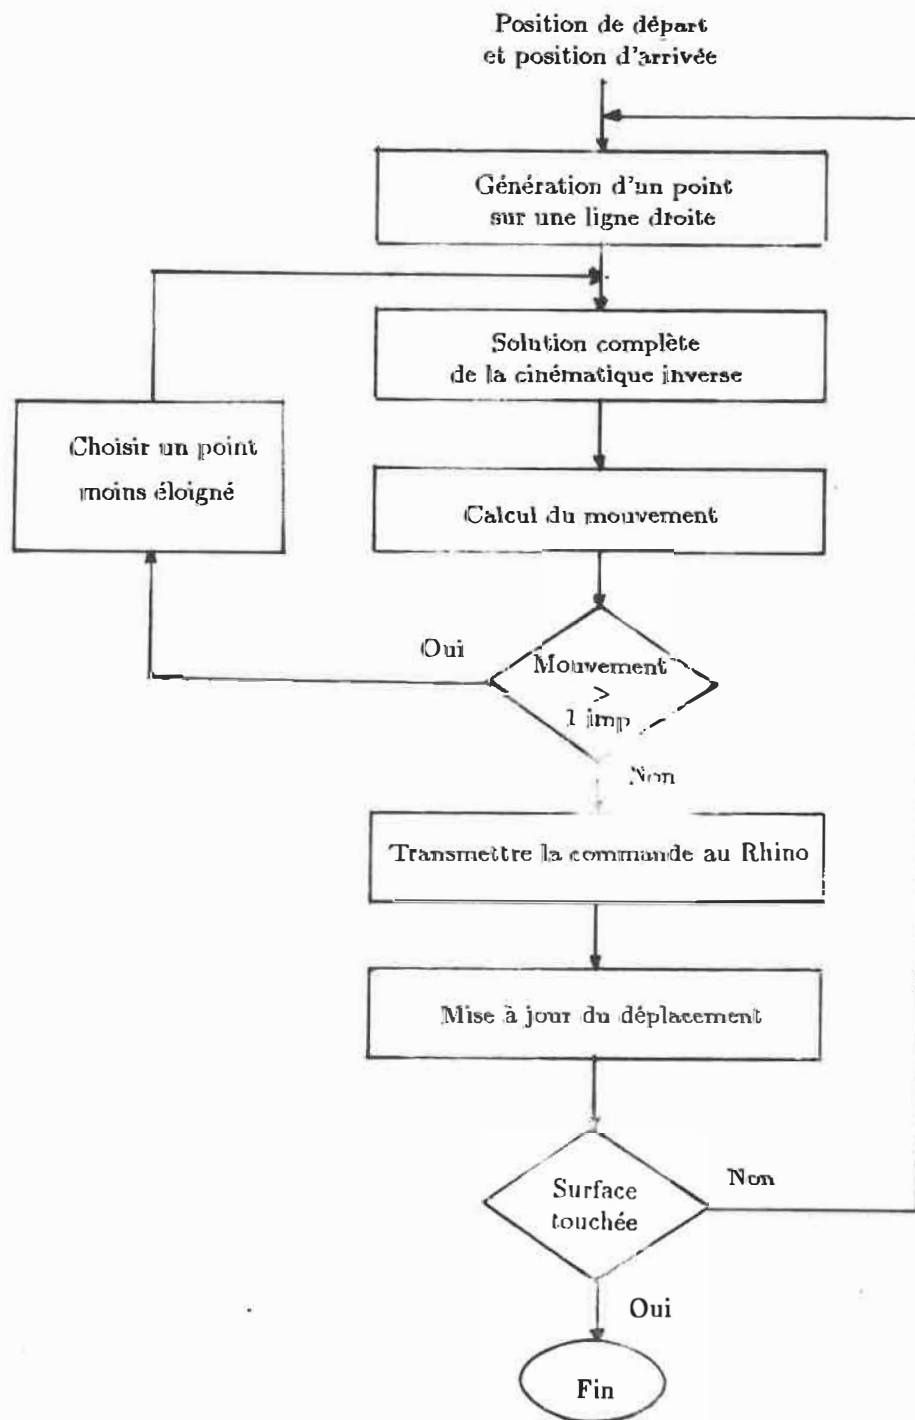 Position de départ
et position d'arrivée
Génération d'un point
sur une ligne droite
Solution complète
de la cinématique inverse
Choisir un point
moins éloigné
Calcul du mouvement
Oui
Mouvement
>
1 imp
Non
Transmettre la commande au Rhino
Mise à jour du déplacement
Surface
touchée
Non
Oui
Fin